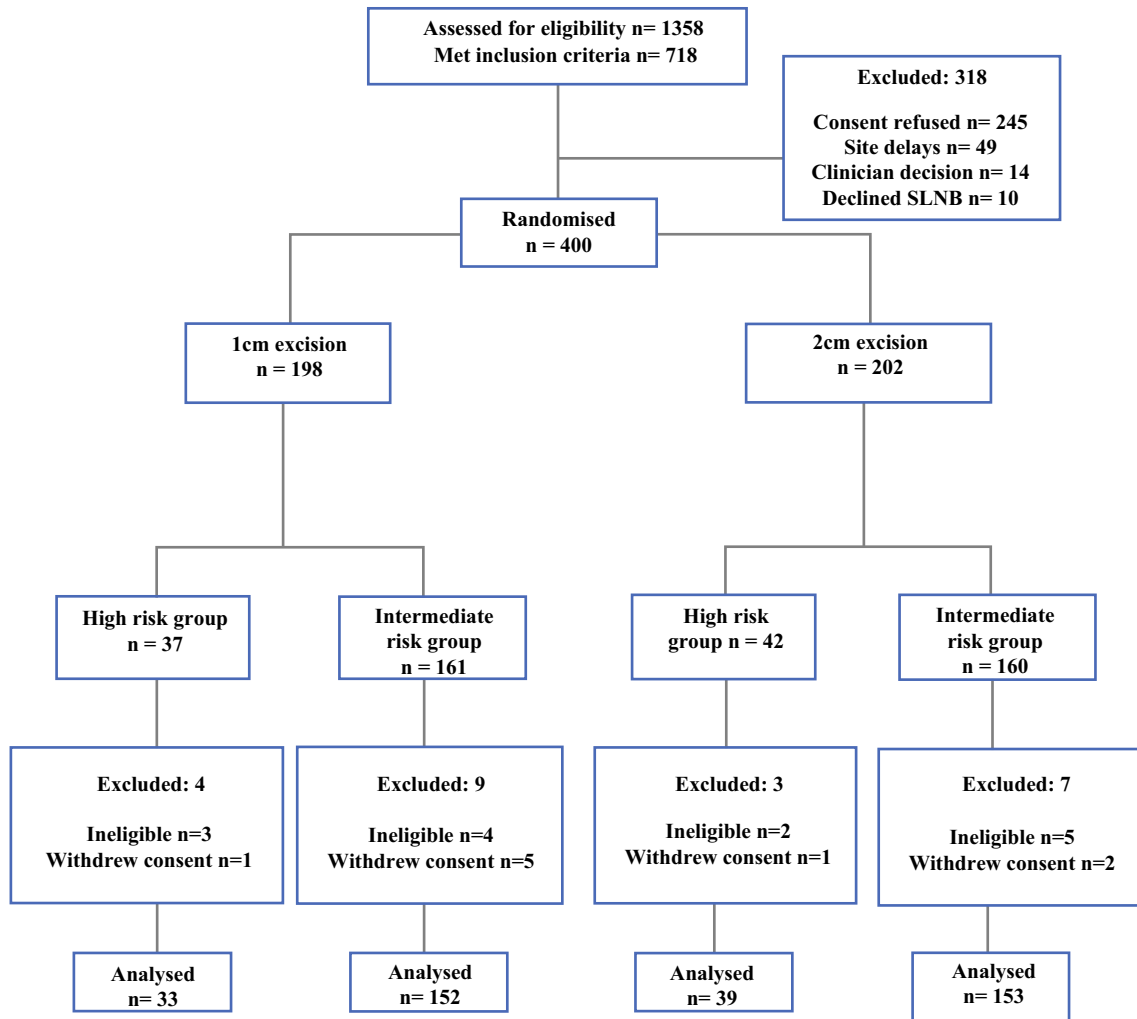 Assessed for eligibility n= 1358
Met inclusion criteria n= 718
Excluded: 318
Consent refused n= 245
Site delays n= 49
Clinician decision n= 14
Declined SLNB n= 10
Randomised
n = 400
1cm excision
n = 198
2cm excision
n = 202
High risk group
n = 37
Intermediate
risk group
n = 161
High risk
group n = 42
Intermediate
risk group
n = 160
Excluded: 4
Ineligible n=3
Withdrew consent n=1
Excluded: 9
Ineligible n=4
Withdrew consent n=5
Excluded: 3
Ineligible n=2
Withdrew consent n=1
Excluded: 7
Ineligible n=5
Withdrew consent n=2
Analysed
n= 33
Analysed
n= 152
Analysed
n= 39
Analysed
n= 153